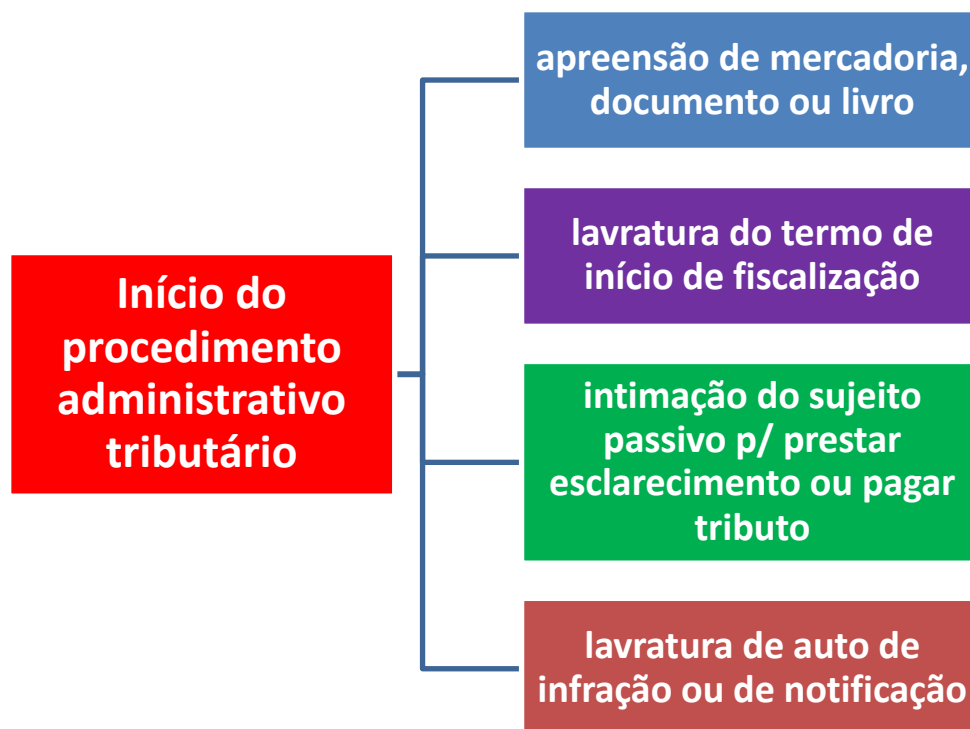 Início do
procedimento
administrativo
tributário
apreensão de mercadoria,
documento ou livro
lavratura do termo de
início de fiscalização
intimação do sujeito
passivo p/ prestar
esclarecimento ou pagar
tributo
lavratura de auto de
infração ou de notificação